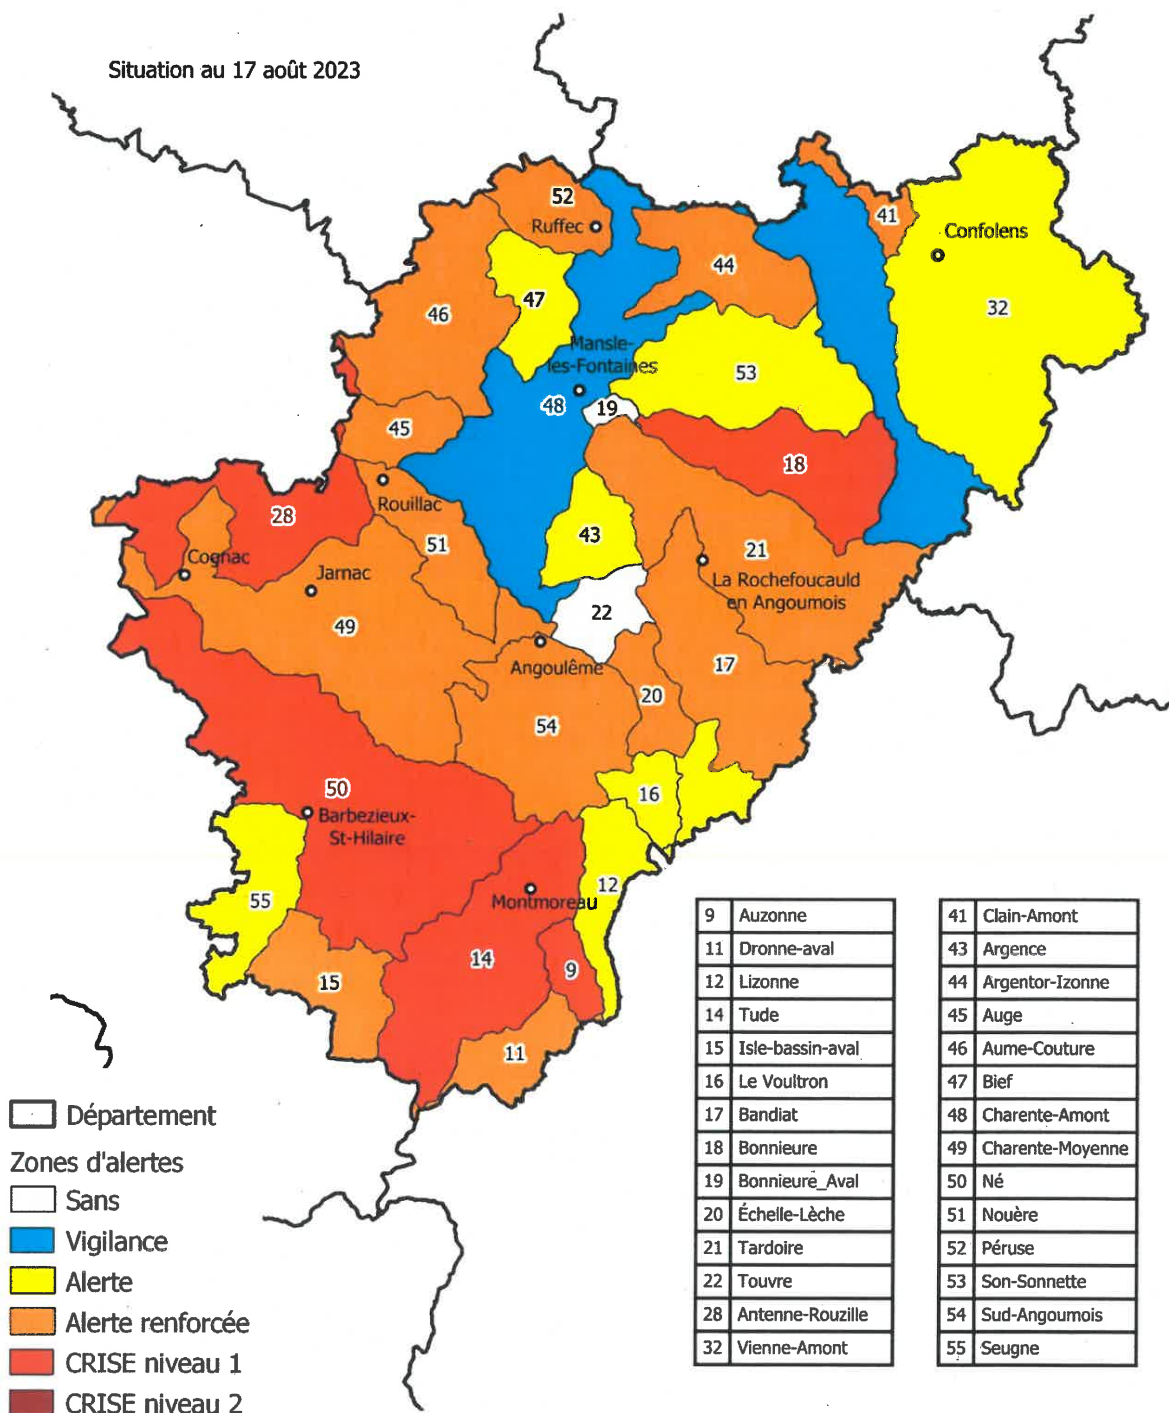 Situation au 17 août 2023
52
Ruffec
41
Confolens
44
47
46
32
Mansle-
les-Fontaines
53
48
19
45
18
Rouillac
28
43
51
21
Cognac
Jarnac
La Rochefoucauld
en Angoumois
22
49
Angoulême
17
20
54
50
16
Barbezieux-
St-Hilaire
12
55
Montmoreau
14
9
15
11
9 Auzonne
11 Dronne-aval
12 Lizonne
14 Tude
15 Isle-bassin-aval
16 Le Voultron
17 Bandiat
18 Bonnieure
19 Bonnieure_Aval
20 Échelle-Lèche
21 Tardoire
22 Touvre
28 Antenne-Rouzille
32 Vienne-Amont
41 Clain-Amont
43 Argence
44 Argentor-Izonne
45 Auge
46 Aume-Couture
47 Bief
48 Charente-Amont
49 Charente-Moyenne
50 Né
51 Nouère
52 Péruse
53 Son-Sonnette
54 Sud-Angoumois
55 Seugne
Département
Zones d'alertes
Sans
Vigilance
Alerte
Alerte renforcée
CRISE niveau 1
CRISE niveau 2